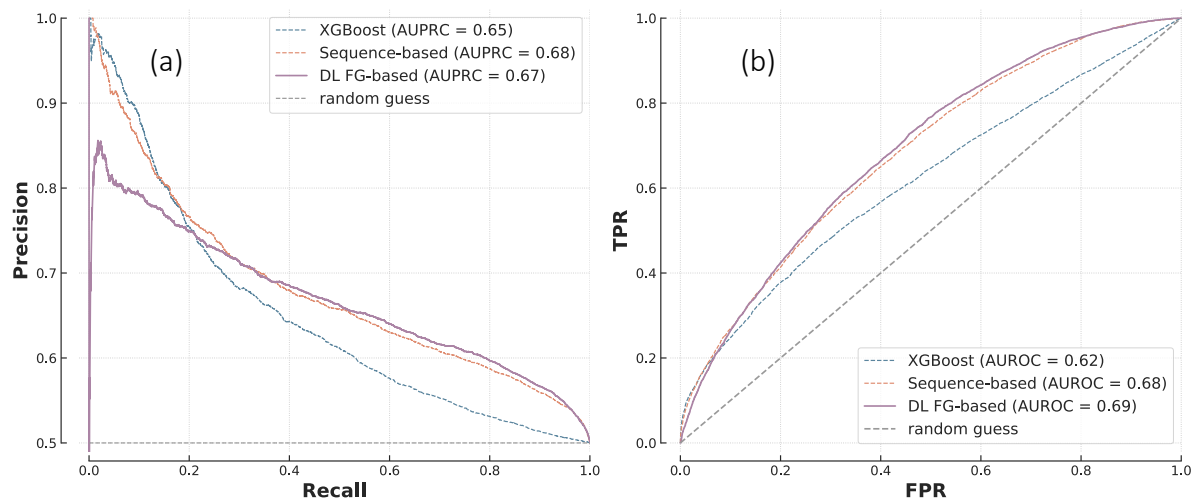 (a)
XGBoost (AUPRC = 0.65)
Sequence-based (AUPRC = 0.68)
DL FG-based (AUPRC = 0.67)
random guess
1.0
0.9
0.8
0.7
0.6
0.5
Precision
0.0
0.2
0.4
0.6
0.8
1.0
Recall
(b)
1.0
0.8
0.6
0.4
0.2
0.0
TPR
XGBoost (AUROC = 0.62)
Sequence-based (AUROC = 0.68)
DL FG-based (AUROC = 0.69)
random guess
0.0
0.2
0.4
0.6
0.8
1.0
FPR